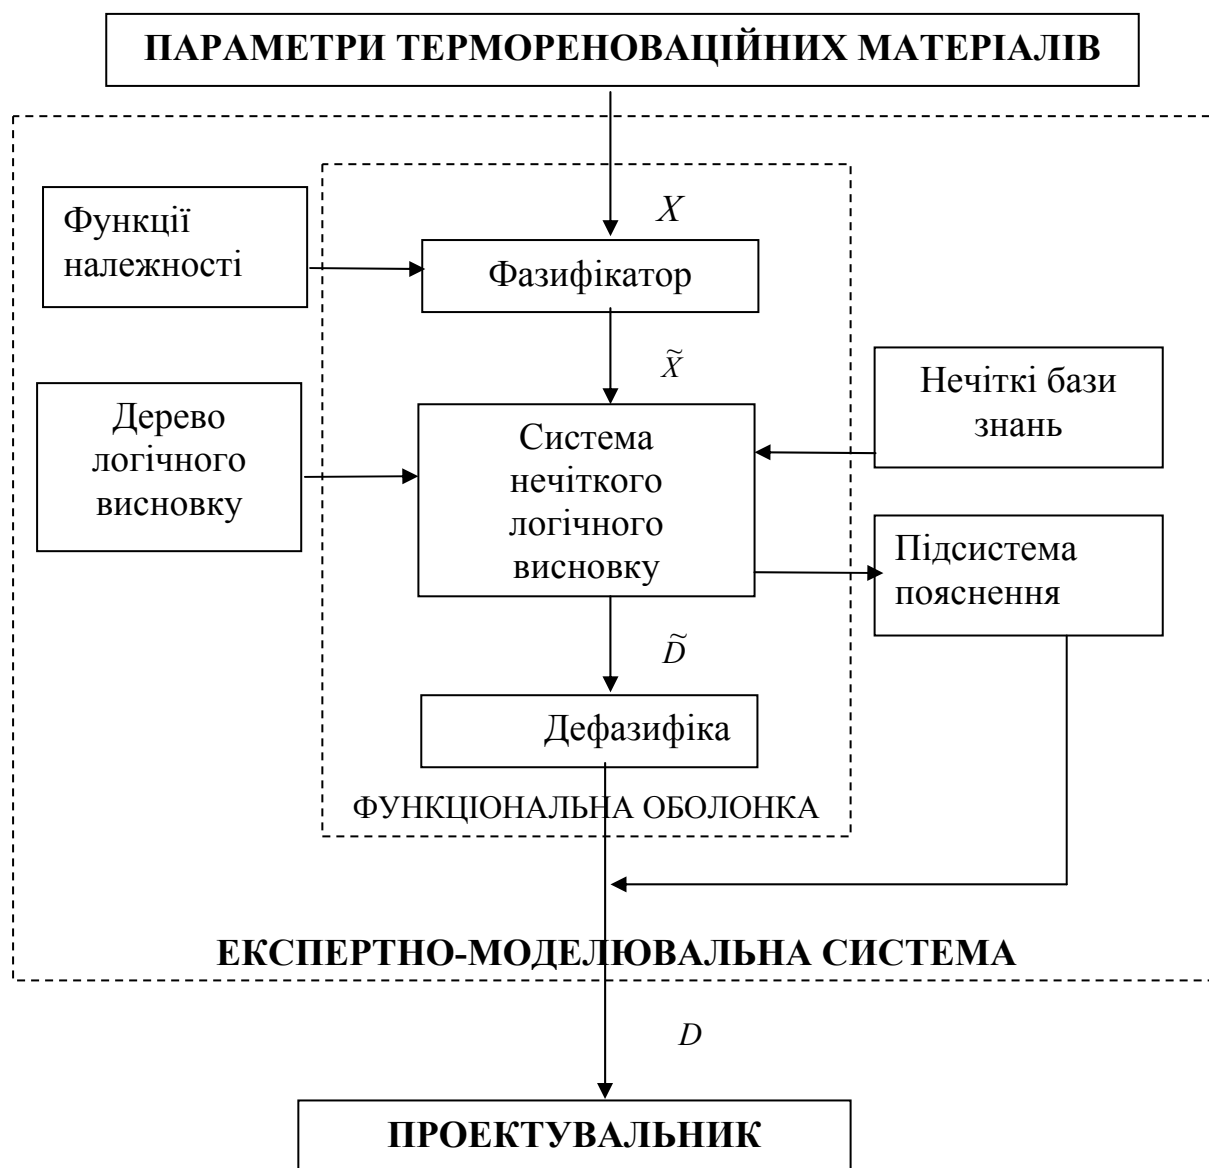 ПАРАМЕТРИ ТЕРМОРЕНОВАЦІЙНИХ МАТЕРІАЛІВ
X
Функції
належності
Фазифікатор
X̃
Нечіткі бази
знань
Дерево
логічного
висновку
Система
нечіткого
логічного
висновку
Підсистема
пояснення
D̃
Дефазифіка
ФУНКЦІОНАЛЬНА ОБОЛОНКА
ЕКСПЕРТНО-МОДЕЛЮВАЛЬНА СИСТЕМА
D
ПРОЕКТУВАЛЬНИК